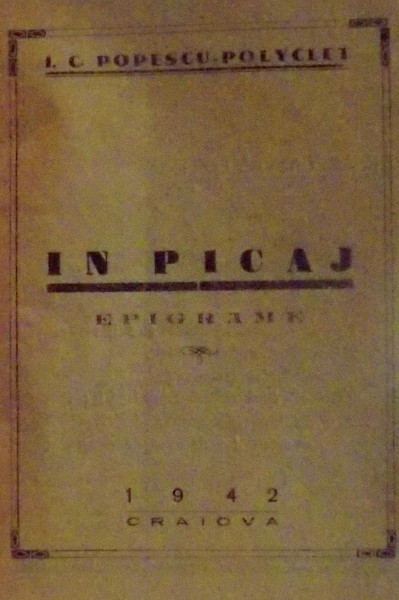 I. C. POPESCU-POLYCLET
IN PICAJ
EPIGRAME
1942
CRAIOVA